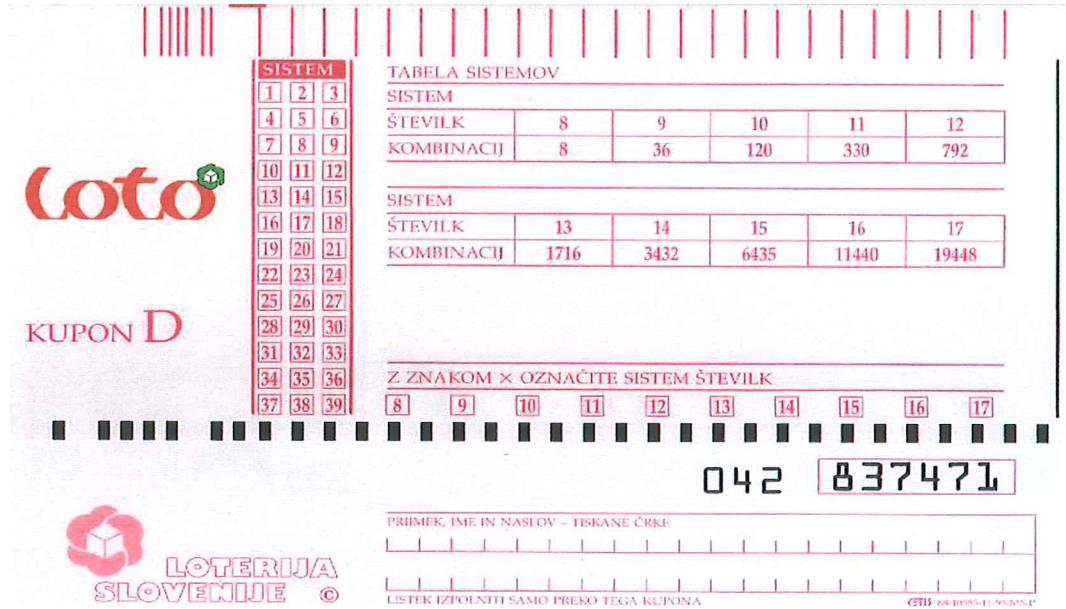 SISTEM
1 2 3
4 5 6
7 8 9
10 11 12
13 14 15
16 17 18
19 20 21
22 23 24
25 26 27
28 29 30
31 32 33
34 35 36
37 38 39
Loto
KUPON D
TABELA SISTEMOV
SISTEM
ŠTEVILK 8 9 10 11 12
KOMBINACIJ 8 36 120 330 792
SISTEM
ŠTEVILK 13 14 15 16 17
KOMBINACIJ 1716 3432 6435 11440 19448
Z ZNAKOM × OZNAČITE SISTEM ŠTEVILK
8 9 10 11 12 13 14 15 16 17
042 837471
PRIIMEK, IME IN NASLOV – TISKANE ČRKE
LOTERIJA
SLOVENIJE ©
LISTEK IZPOLNITI SAMO PREKO TEGA KUPONA
CETIS